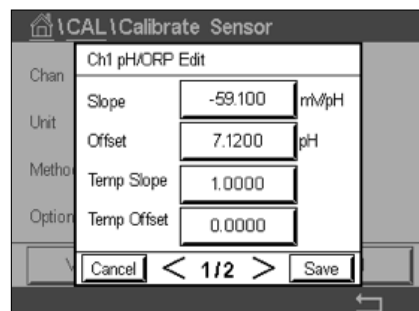 \CAL\Calibrate Sensor
Ch1 pH/ORP Edit
Chan
Slope -59.100 mV/pH
Unit
Offset 7.1200 pH
Temp Slope 1.0000
Option Temp Offset 0.0000
Cancel < 1/2 > Save